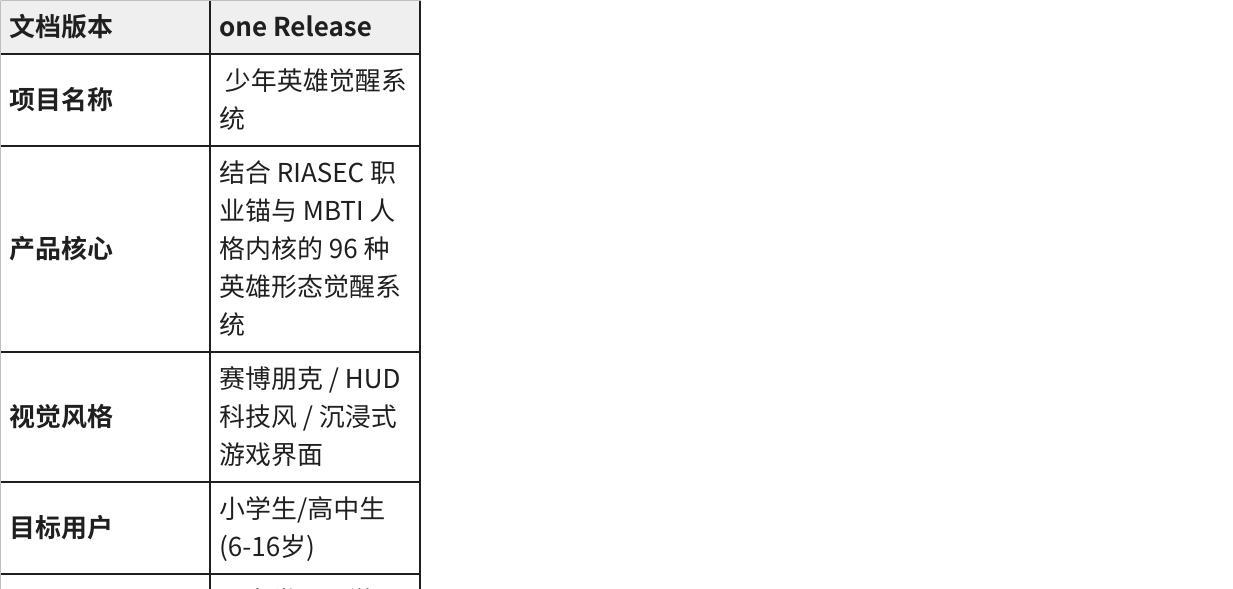 文档版本
one Release
项目名称
少年英雄觉醒系
统
产品核心
结合 RIASEC 职
业锚与 MBTI 人
格内核的 96 种
英雄形态觉醒系
统
视觉风格
赛博朋克 / HUD
科技风 / 沉浸式
游戏界面
目标用户
小学生/高中生
(6-16岁)